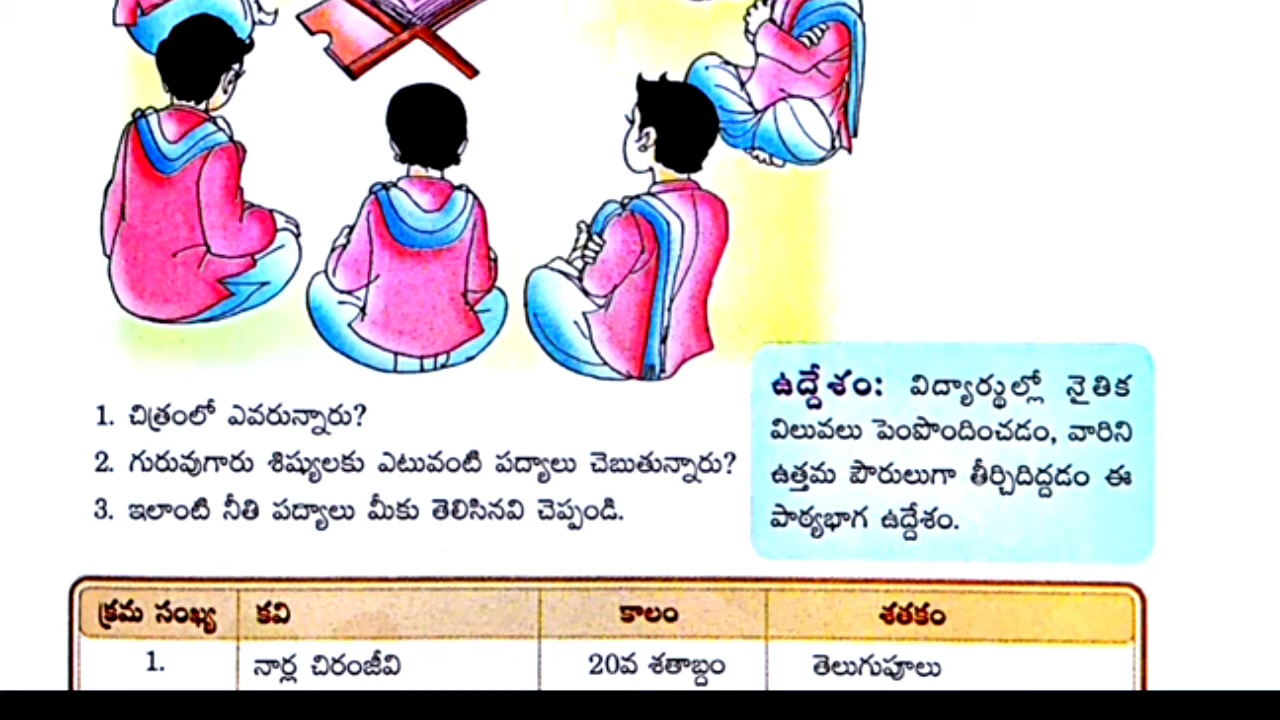 1. చిత్రంలో ఎవరున్నారు?
2. గురువుగారు శిష్యులకు ఎటువంటి పద్యాలు చెబుతున్నారు?
3. ఇలాంటి నీతి పద్యాలు మీకు తెలిసినవి చెప్పండి.
ఉద్దేశం: విద్యార్థుల్లో నైతిక
విలువలు పెంపొందించడం, వారిని
ఉత్తమ పౌరులుగా తీర్చిదిద్దడం ఈ
పాఠ్యభాగ ఉద్దేశం.
క్రమ సంఖ్య కవి కాలం శతకం
1. నార్ల చిరంజీవి 20వ శతాబ్దం తెలుగుపూలు